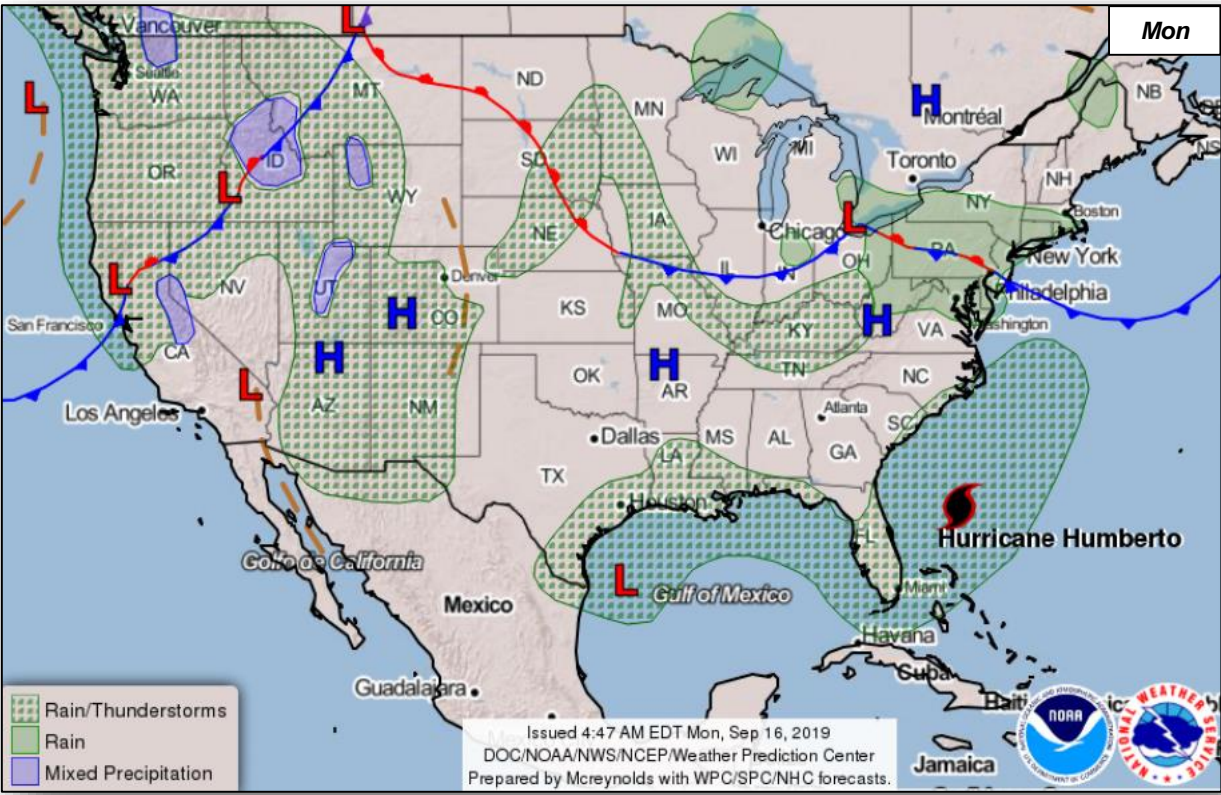 Mon
L
Vancouver
Seattle
WA
MT
ND
MN
Montréal
NB
NS
L
H
OR
ID
L
WY
SD
WI
MI
Toronto
NH
NY
Boston
NE
IA
Chicago
L
OH
PA
New York
L
NV
UT
Denver
IL
IN
Philadelphia
San Francisco
CA
H
CO
KS
MO
KY
H
VA
Washington
H
H
L
Los Angeles
AZ
NM
OK
AR
TN
NC
Atlanta
SC
Dallas
MS
AL
GA
LA
TX
Houston
FL
Hurricane Humberto
Golfo de California
L
Gulf of Mexico
Miami
Mexico
Havana
Cuba
Guadalajara
Haiti
Jamaica
Rain/Thunderstorms
Rain
Mixed Precipitation
Issued 4:47 AM EDT Mon, Sep 16, 2019
DOC/NOAA/NWS/NCEP/Weather Prediction Center
Prepared by Mcreynolds with WPC/SPC/NHC forecasts.
NOAA
NATIONAL WEATHER SERVICE